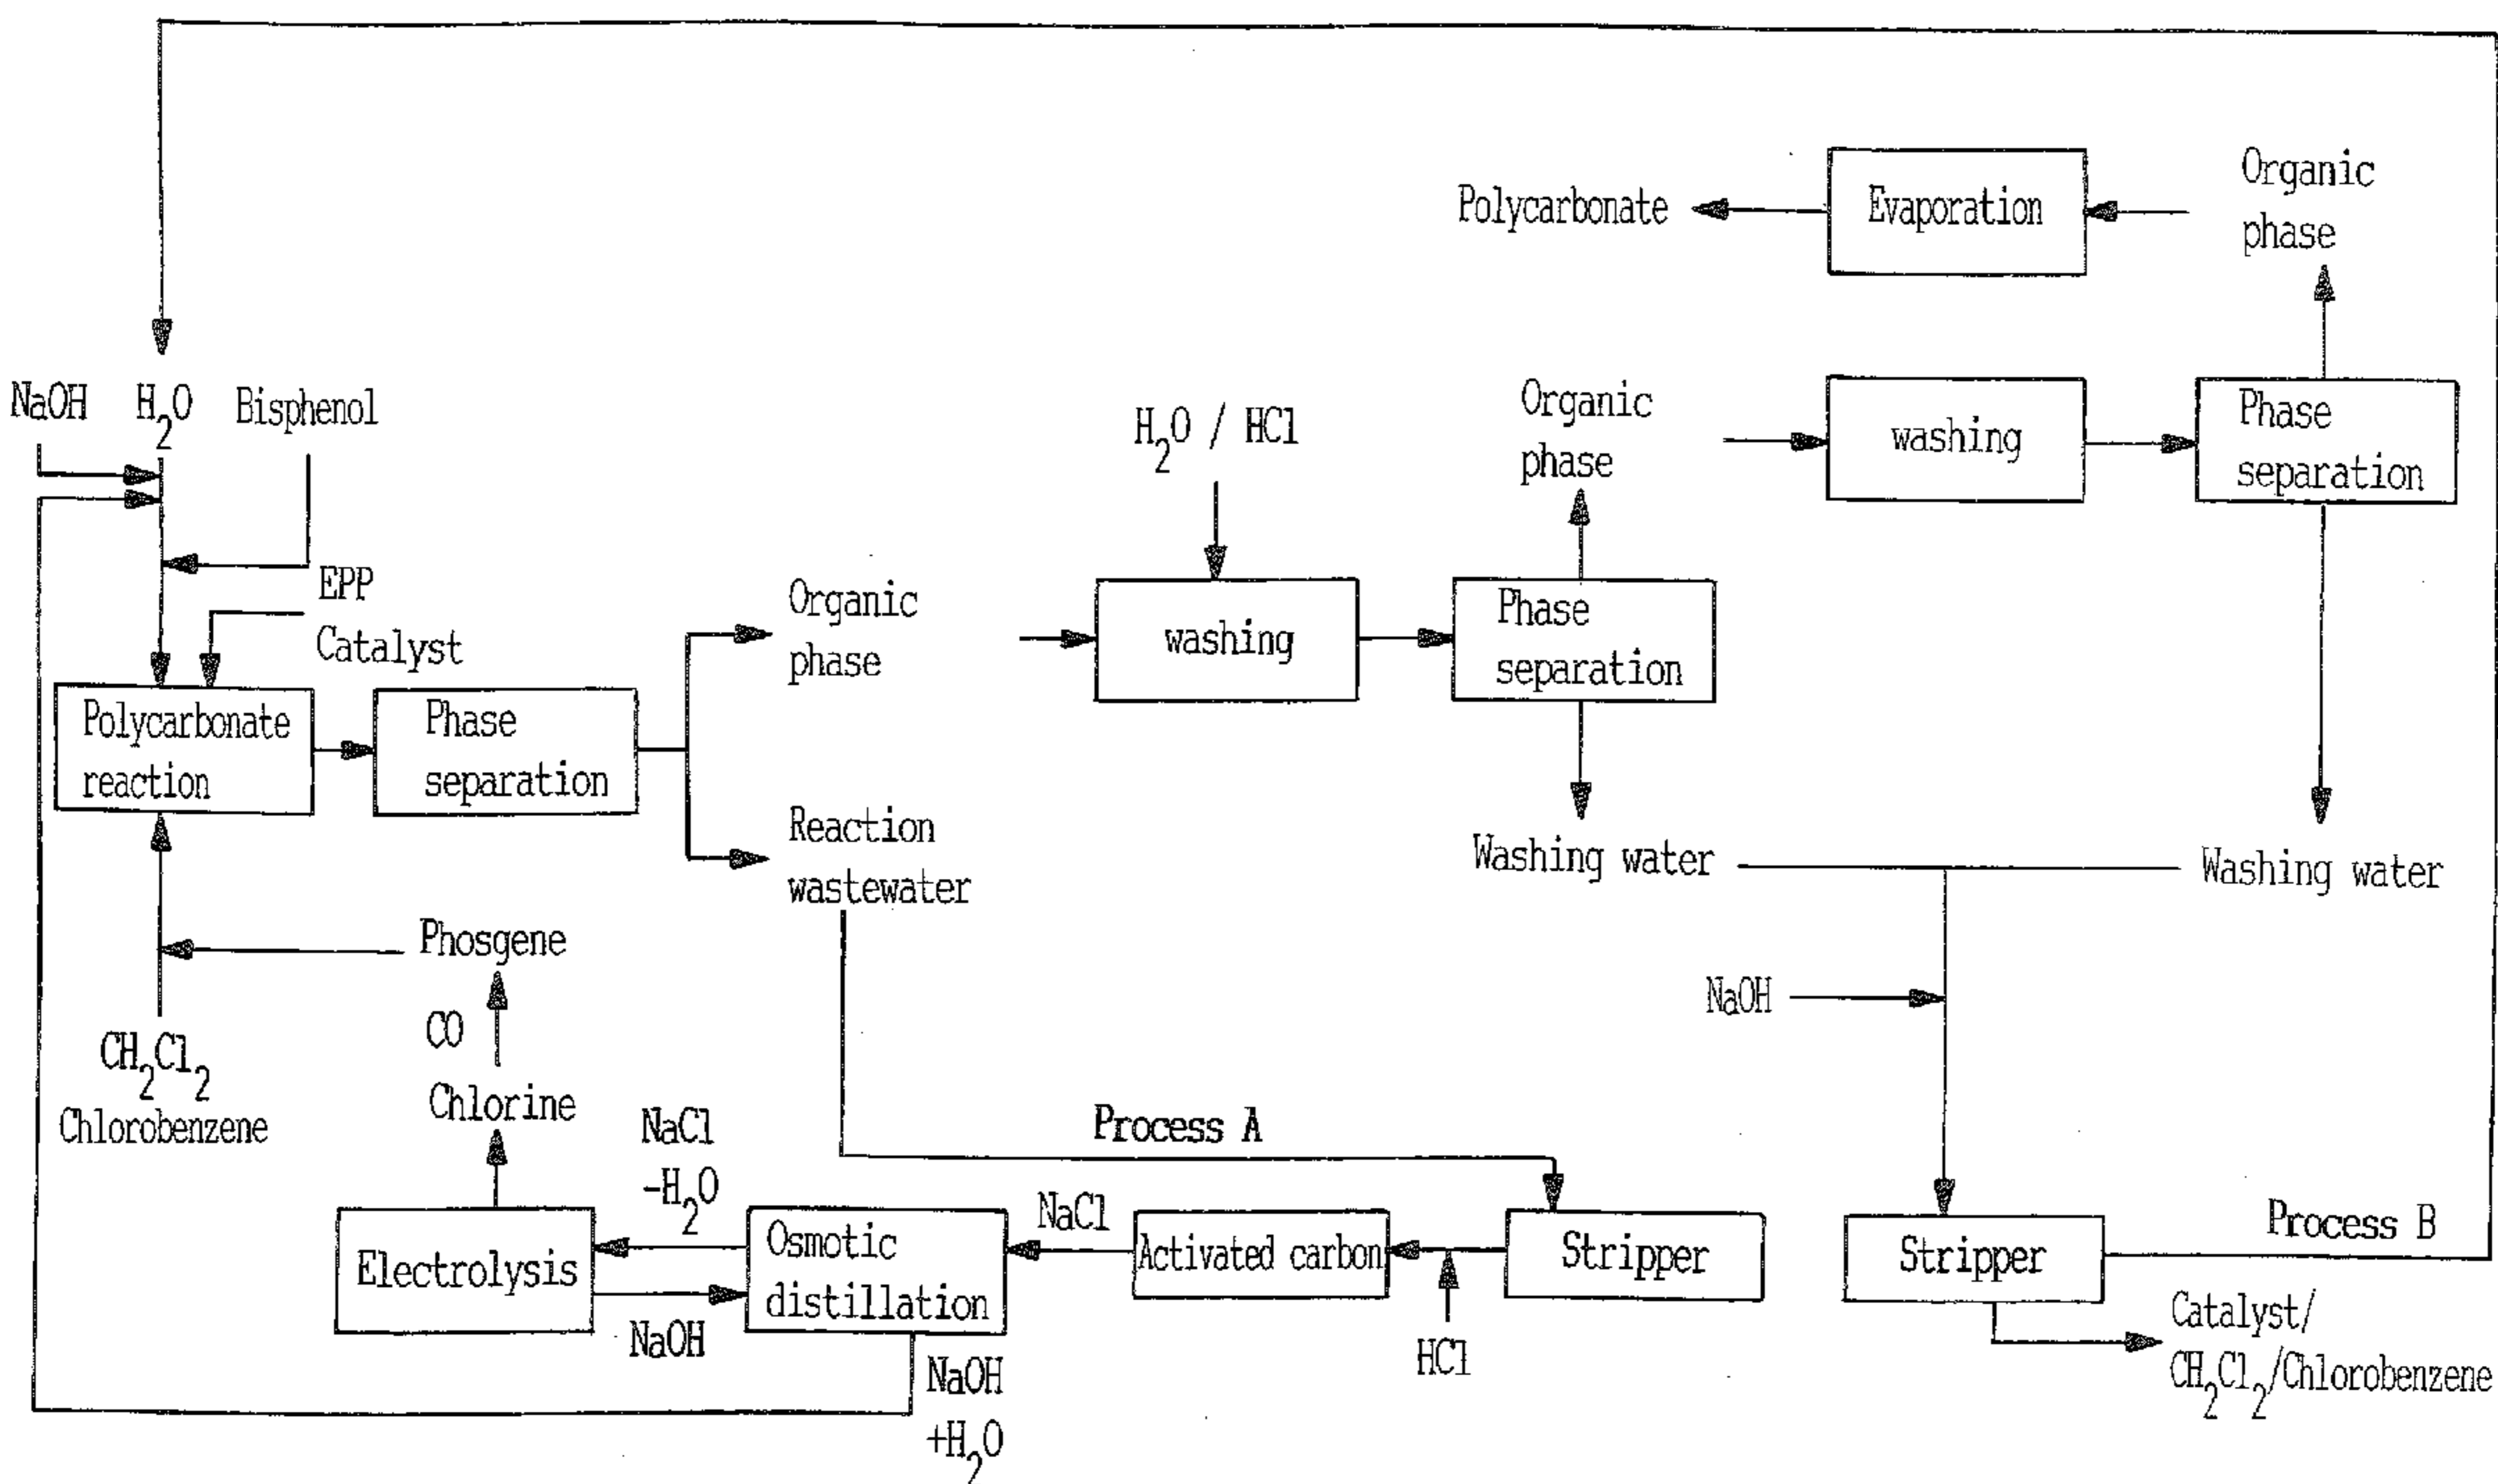 Organic
phase
Evaporation
Polycarbonate
NaOH
H2O
Bisphenol
H2O / HCl
Organic
phase
washing
Phase
separation
EPP
Catalyst
Organic
phase
washing
Phase
separation
Polycarbonate
reaction
Phase
separation
Reaction
wastewater
Washing water
Washing water
Phosgene
NaOH
CO
CH2Cl2
Chlorobenzene
Chlorine
NaCl
-H2O
Process A
Process B
NaCl
Osmotic
distillation
Activated carbon
Stripper
Stripper
Electrolysis
NaOH
HCl
Catalyst/
CH2Cl2/Chlorobenzene
NaOH
+H2O